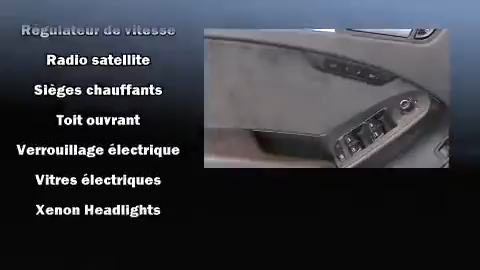 Régulateur de vitesse
Radio satellite
Sièges chauffants
Toit ouvrant
Verrouillage électrique
Vitres électriques
Xenon Headlights